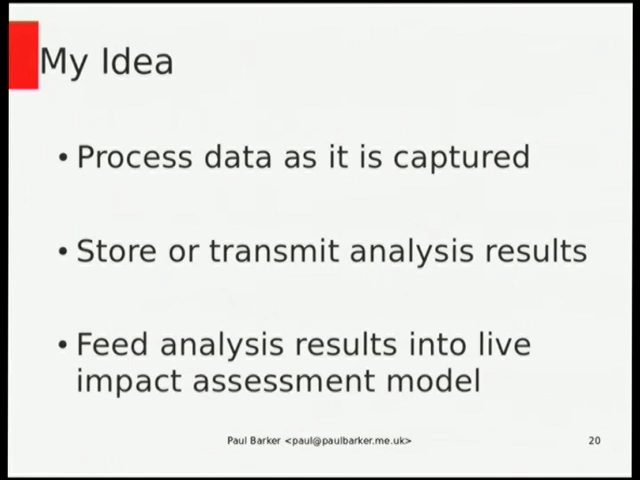 My Idea
• Process data as it is captured
• Store or transmit analysis results
• Feed analysis results into live
impact assessment model
Paul Barker <paul@paulbarker.me.uk>
20